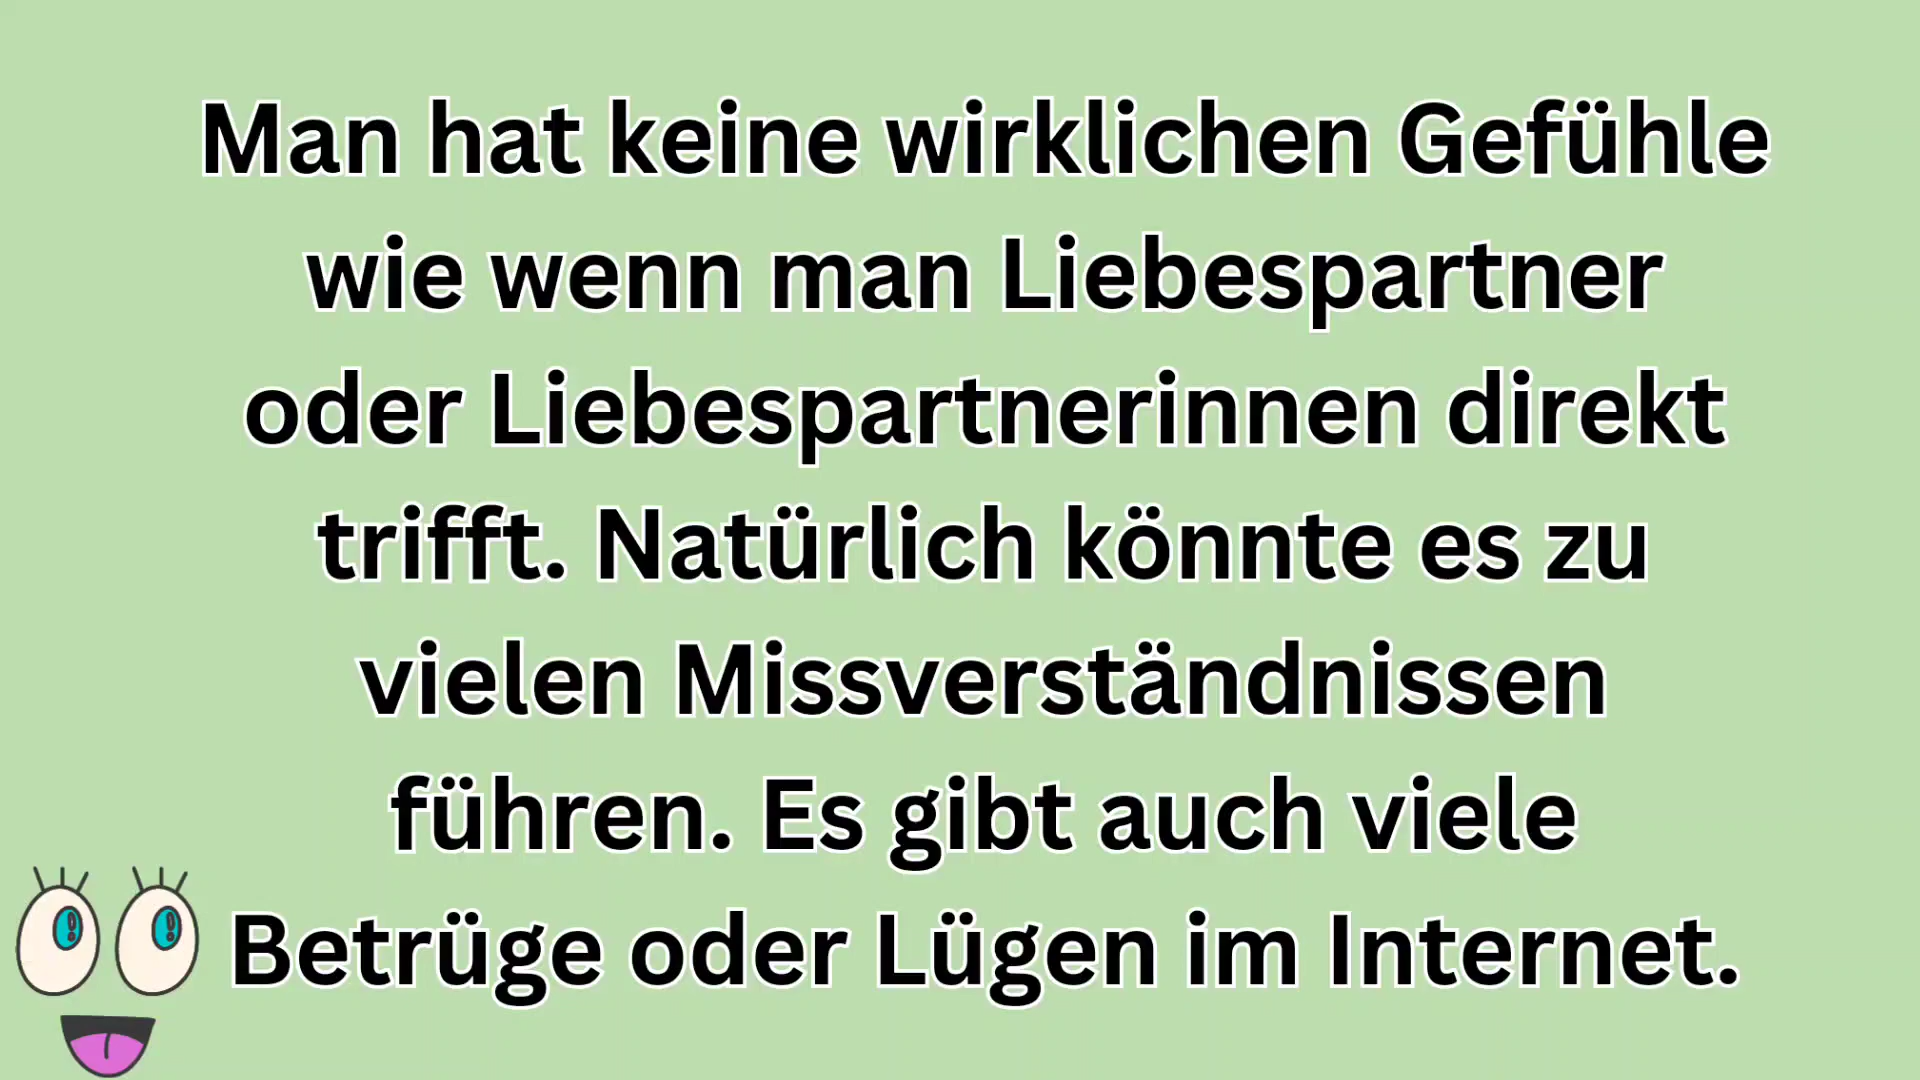 Man hat keine wirklichen Gefühle
wie wenn man Liebespartner
oder Liebespartnerinnen direkt
trifft. Natürlich könnte es zu
vielen Missverständnissen
führen. Es gibt auch viele
Betrüge oder Lügen im Internet.